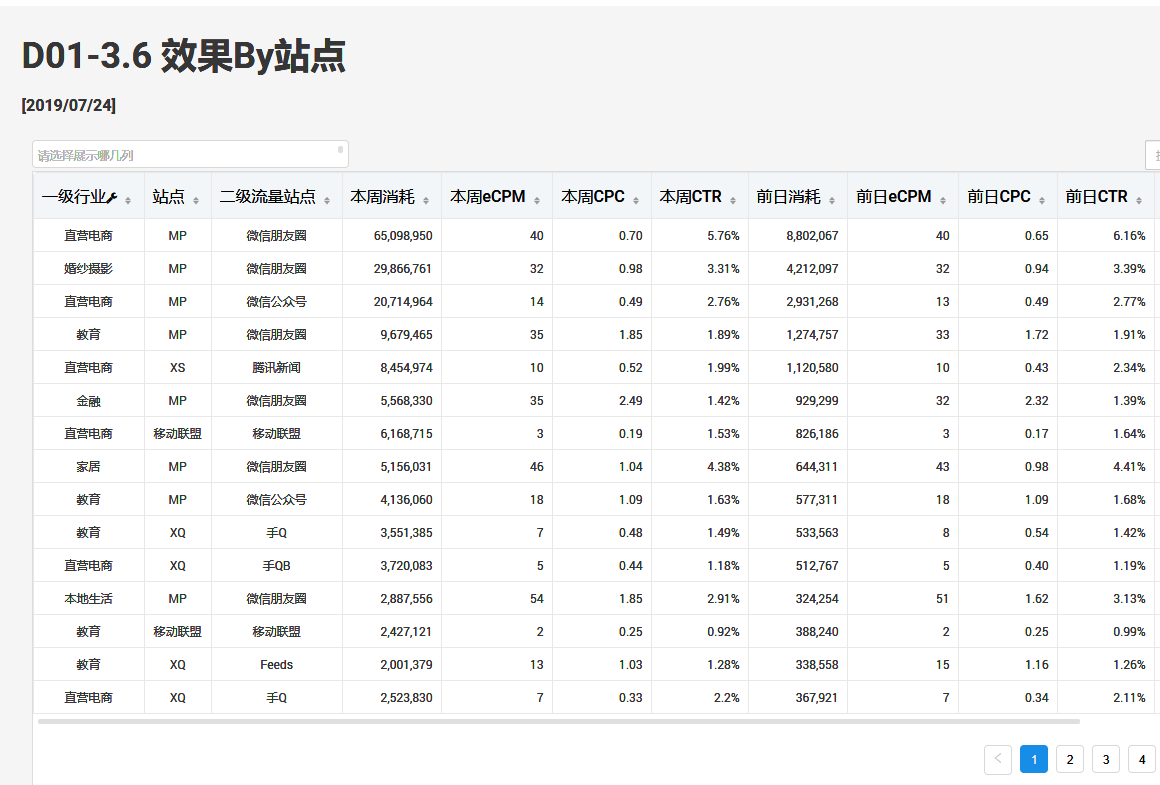 D01-3.6 效果By站点
[2019/07/24]
请选择展示哪几列
一级行业 站点 二级流量站点 本周消耗 本周eCPM 本周CPC 本周CTR 前日消耗 前日eCPM 前日CPC 前日CTR
直营电商 MP 微信朋友圈 65,098,950 40 0.70 5.76% 8,802,067 40 0.65 6.16%
婚纱摄影 MP 微信朋友圈 29,866,761 32 0.98 3.31% 4,212,097 32 0.94 3.39%
直营电商 MP 微信公众号 20,714,964 14 0.49 2.76% 2,931,268 13 0.49 2.77%
教育 MP 微信朋友圈 9,679,465 35 1.85 1.89% 1,274,757 33 1.72 1.91%
直营电商 XS 腾讯新闻 8,454,974 10 0.52 1.99% 1,120,580 10 0.43 2.34%
金融 MP 微信朋友圈 5,568,330 35 2.49 1.42% 929,299 32 2.32 1.39%
直营电商 移动联盟 移动联盟 6,168,715 3 0.19 1.53% 826,186 3 0.17 1.64%
家居 MP 微信朋友圈 5,156,031 46 1.04 4.38% 644,311 43 0.98 4.41%
教育 MP 微信公众号 4,136,060 18 1.09 1.63% 577,311 18 1.09 1.68%
教育 XQ 手Q 3,551,385 7 0.48 1.49% 533,563 8 0.54 1.42%
直营电商 XQ 手QB 3,720,083 5 0.44 1.18% 512,767 5 0.40 1.19%
本地生活 MP 微信朋友圈 2,887,556 54 1.85 2.91% 324,254 51 1.62 3.13%
教育 移动联盟 移动联盟 2,427,121 2 0.25 0.92% 388,240 2 0.25 0.99%
教育 XQ Feeds 2,001,379 13 1.03 1.28% 338,558 15 1.16 1.26%
直营电商 XQ 手Q 2,523,830 7 0.33 2.2% 367,921 7 0.34 2.11%
< 1 2 3 4